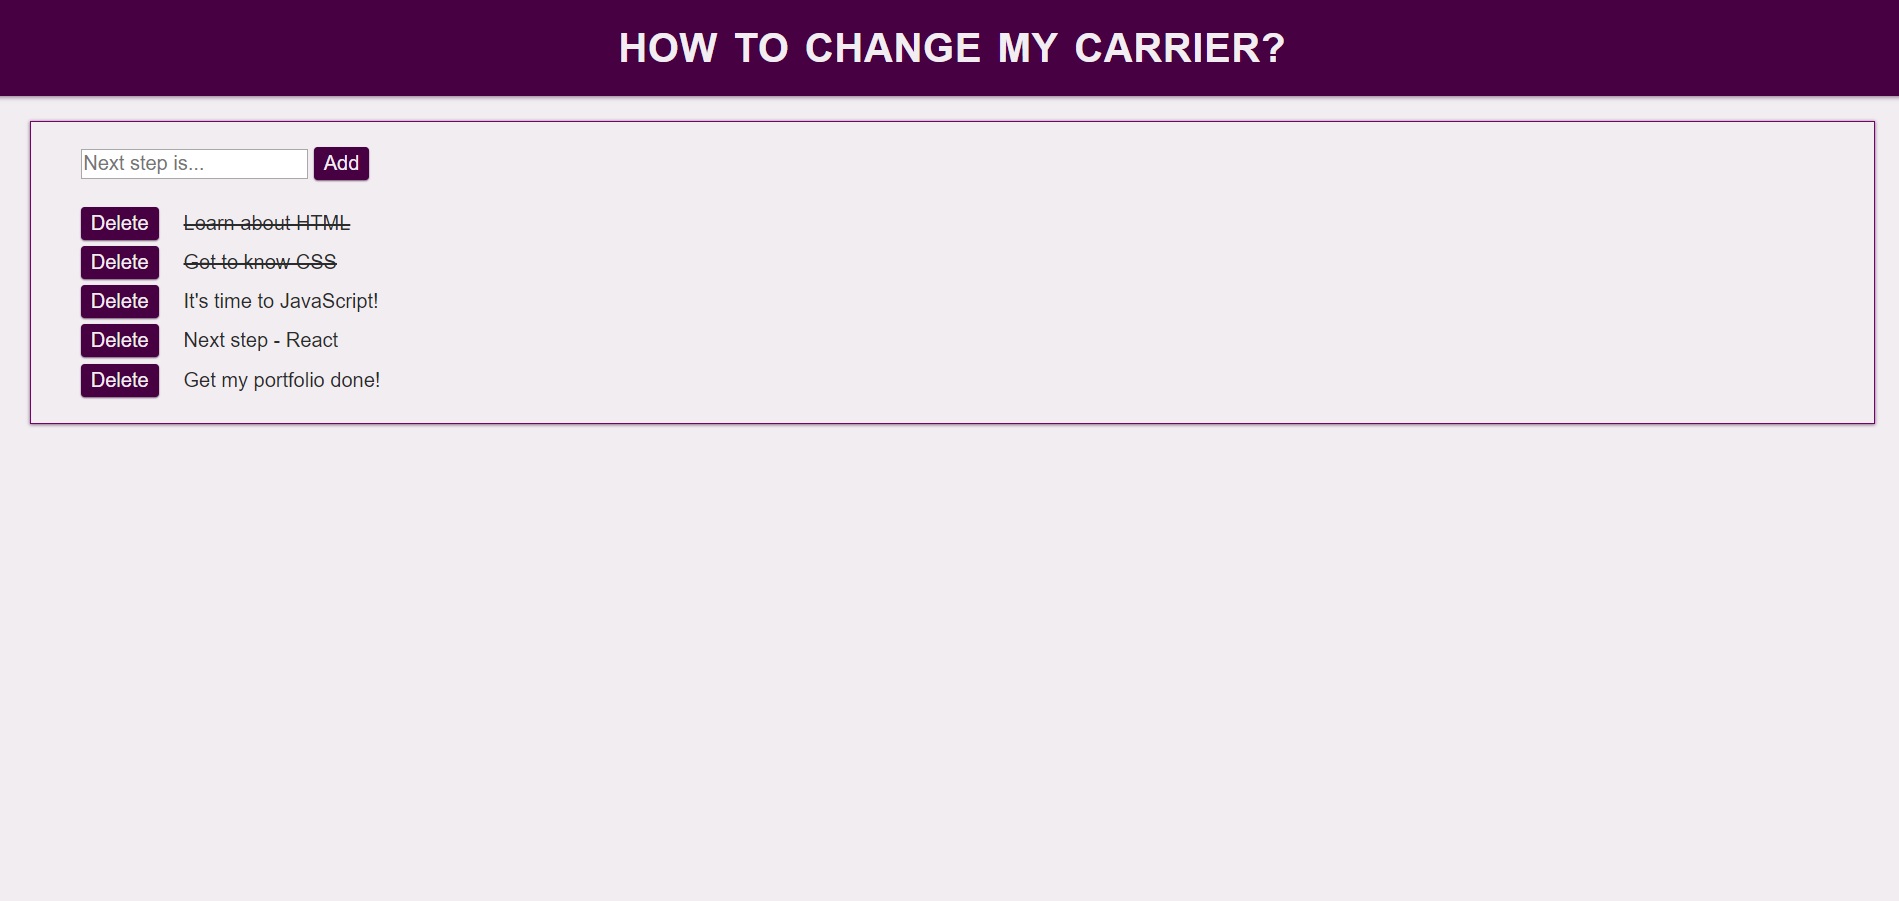 HOW TO CHANGE MY CARRIER?
Next step is... Add
Delete Learn about HTML
Delete Get to know CSS
Delete It's time to JavaScript!
Delete Next step - React
Delete Get my portfolio done!